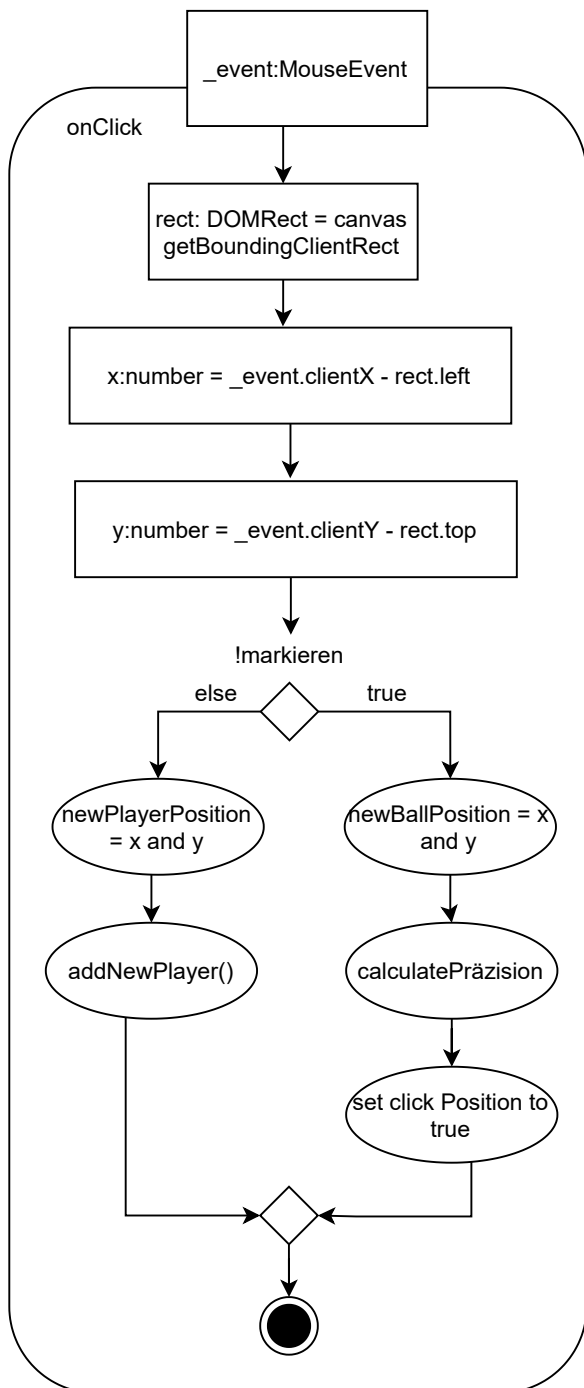 _event:MouseEvent
onClick
rect: DOMRect = canvas
getBoundingClientRect
x:number = _event.clientX - rect.left
y:number = _event.clientY - rect.top
!markieren
else
true
newPlayerPosition
= x and y
newBallPosition = x
and y
addNewPlayer()
calculatePräzision
set click Position to
true